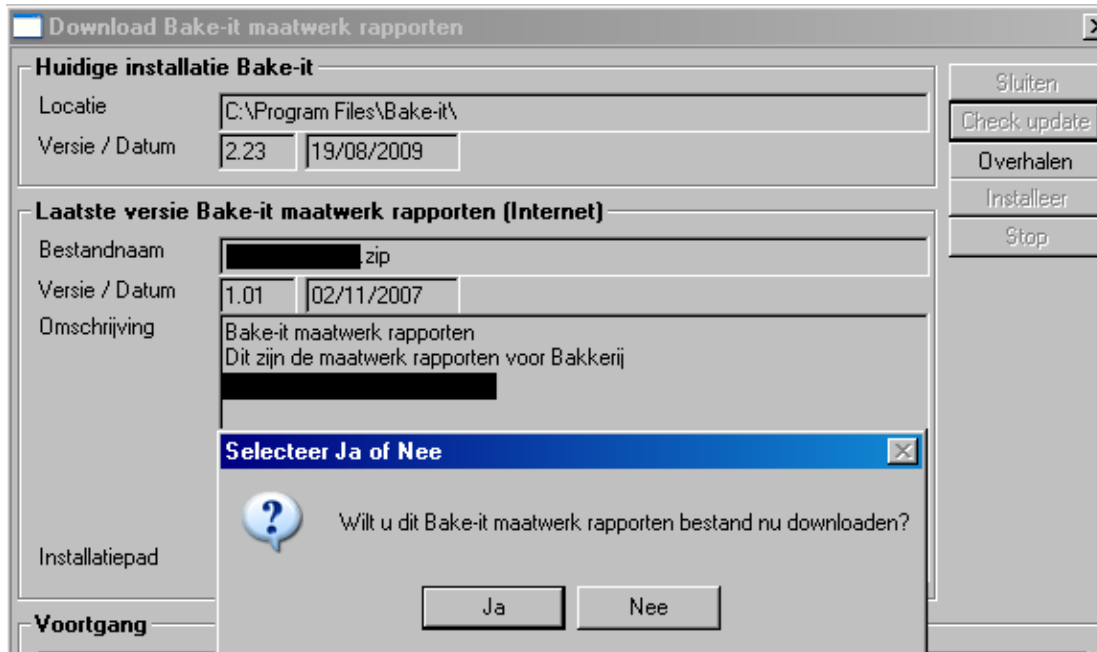 Download Bake-it maatwerk rapporten
Huidige installatie Bake-it
Locatie C:\Program Files\Bake-it\
Versie / Datum 2.23 19/08/2009
Sluiten
Check update
Overhalen
Installeer
Stop
Laatste versie Bake-it maatwerk rapporten (Internet)
Bestandnaam .zip
Versie / Datum 1.01 02/11/2007
Omschrijving Bake-it maatwerk rapporten
Dit zijn de maatwerk rapporten voor Bakkerij
Selecteer Ja of Nee
Wilt u dit Bake-it maatwerk rapporten bestand nu downloaden?
Ja Nee
Installatiepad
Voortgang